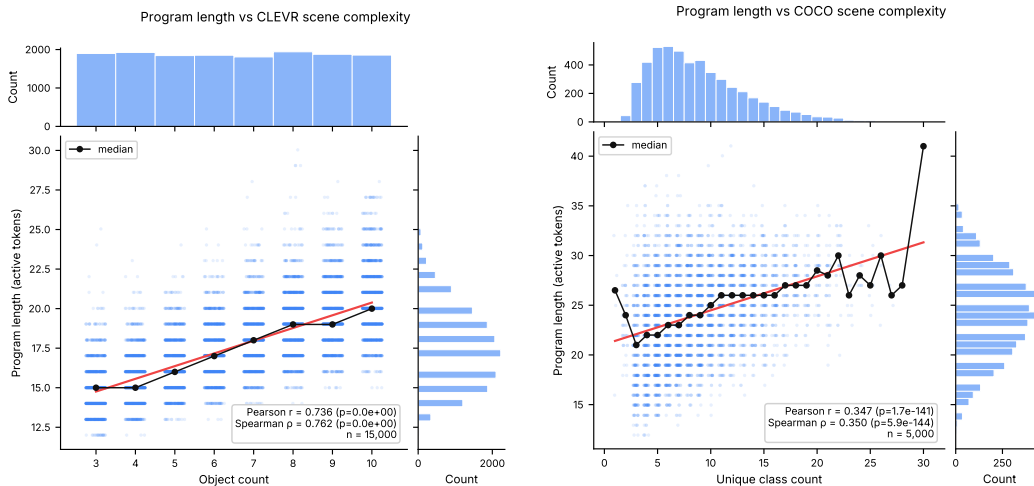 Program length vs CLEVR scene complexity
Count
2000
1000
0
median
Program length (active tokens)
30.0
27.5
25.0
22.5
20.0
17.5
15.0
12.5
Pearson r = 0.736 (p=0.0e+00)
Spearman ρ = 0.762 (p=0.0e+00)
n = 15,000
3 4 5 6 7 8 9 10
Object count
0 2000
Count
Program length vs COCO scene complexity
Count
400
200
0
median
Program length (active tokens)
40
35
30
25
20
15
Pearson r = 0.347 (p=1.7e-141)
Spearman ρ = 0.350 (p=5.9e-144)
n = 5,000
0 5 10 15 20 25 30
Unique class count
0 250
Count